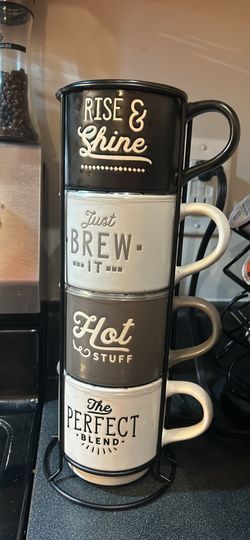 RISE &
Shine
Just
BREW
IT
Hot
STUFF
The
PERFECT
BLEND